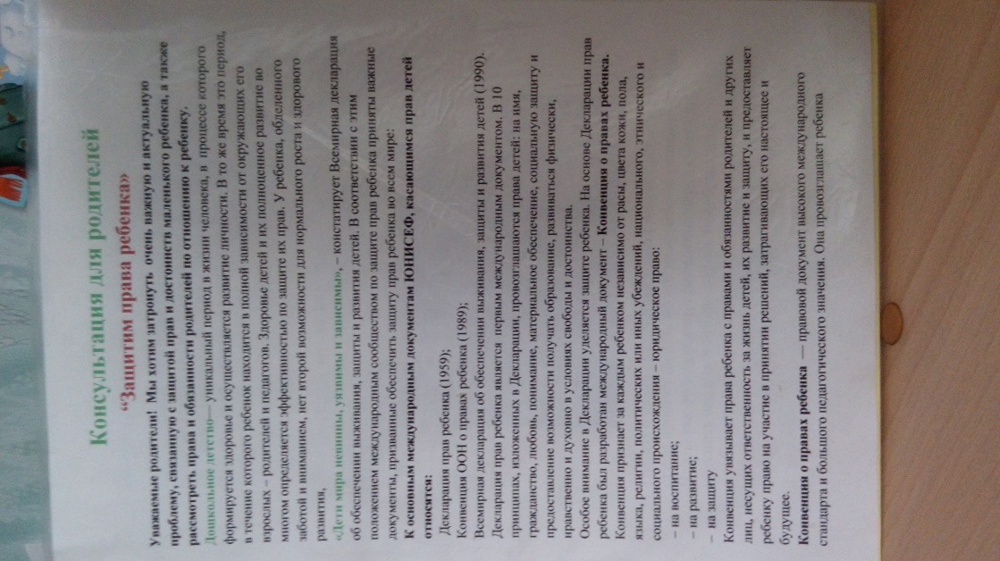 Консультация для родителей
“Защитим права ребенка»
Уважаемые родители! Мы хотим затронуть очень важную и актуальную
проблему, связанную с защитой прав и достоинств маленького ребенка, а также
рассмотреть права и обязанности родителей по отношению к ребенку.
Дошкольное детство— уникальный период в жизни человека, в процессе которого
формируется здоровье и осуществляется развитие личности. В то же время это период,
в течение которого ребенок находится в полной зависимости от окружающих его
взрослых – родителей и педагогов. Здоровье детей и их полноценное развитие во
многом определяется эффективностью по защите их прав. У ребенка, обделенного
заботой и вниманием, нет второй возможности для нормального роста и здорового
развития,
«Дети мира невинны, уязвимы и зависимы», – констатирует Всемирная декларация
об обеспечении выживания, защиты и развития детей. В соответствии с этим
положением международным сообществом по защите прав ребенка приняты важные
документы, призванные обеспечить защиту прав ребенка во всем мире:
К основным международным документам ЮНИСЕФ, касающимся прав детей
относятся:
Декларация прав ребенка (1959);
Конвенция ООН о правах ребенка (1989);
Всемирная декларация об обеспечении выживания, защиты и развития детей (1990).
Декларация прав ребенка является первым международным документом. В 10
принципах, изложенных в Декларации, провозглашаются права детей: на имя,
гражданство, любовь, понимание, материальное обеспечение, социальную защиту и
предоставление возможности получать образование, развиваться физически,
нравственно и духовно в условиях свободы и достоинства.
Особое внимание в Декларации уделяется защите ребенка. На основе Декларации прав
ребенка был разработан международный документ – Конвенция о правах ребенка.
Конвенция признает за каждым ребенком независимо от расы, цвета кожи, пола,
языка, религии, политических или иных убеждений, национального, этнического и
социального происхождения – юридическое право:
– на воспитание;
– на развитие;
– на защиту
Конвенция увязывает права ребенка с правами и обязанностями родителей и других
лиц, несущих ответственность за жизнь детей, их развитие и защиту, и предоставляет
ребенку право на участие в принятии решений, затрагивающих его настоящее и
будущее.
Конвенция о правах ребенка — правовой документ высокого международного
стандарта и большого педагогического значения. Она провозглашает ребенка